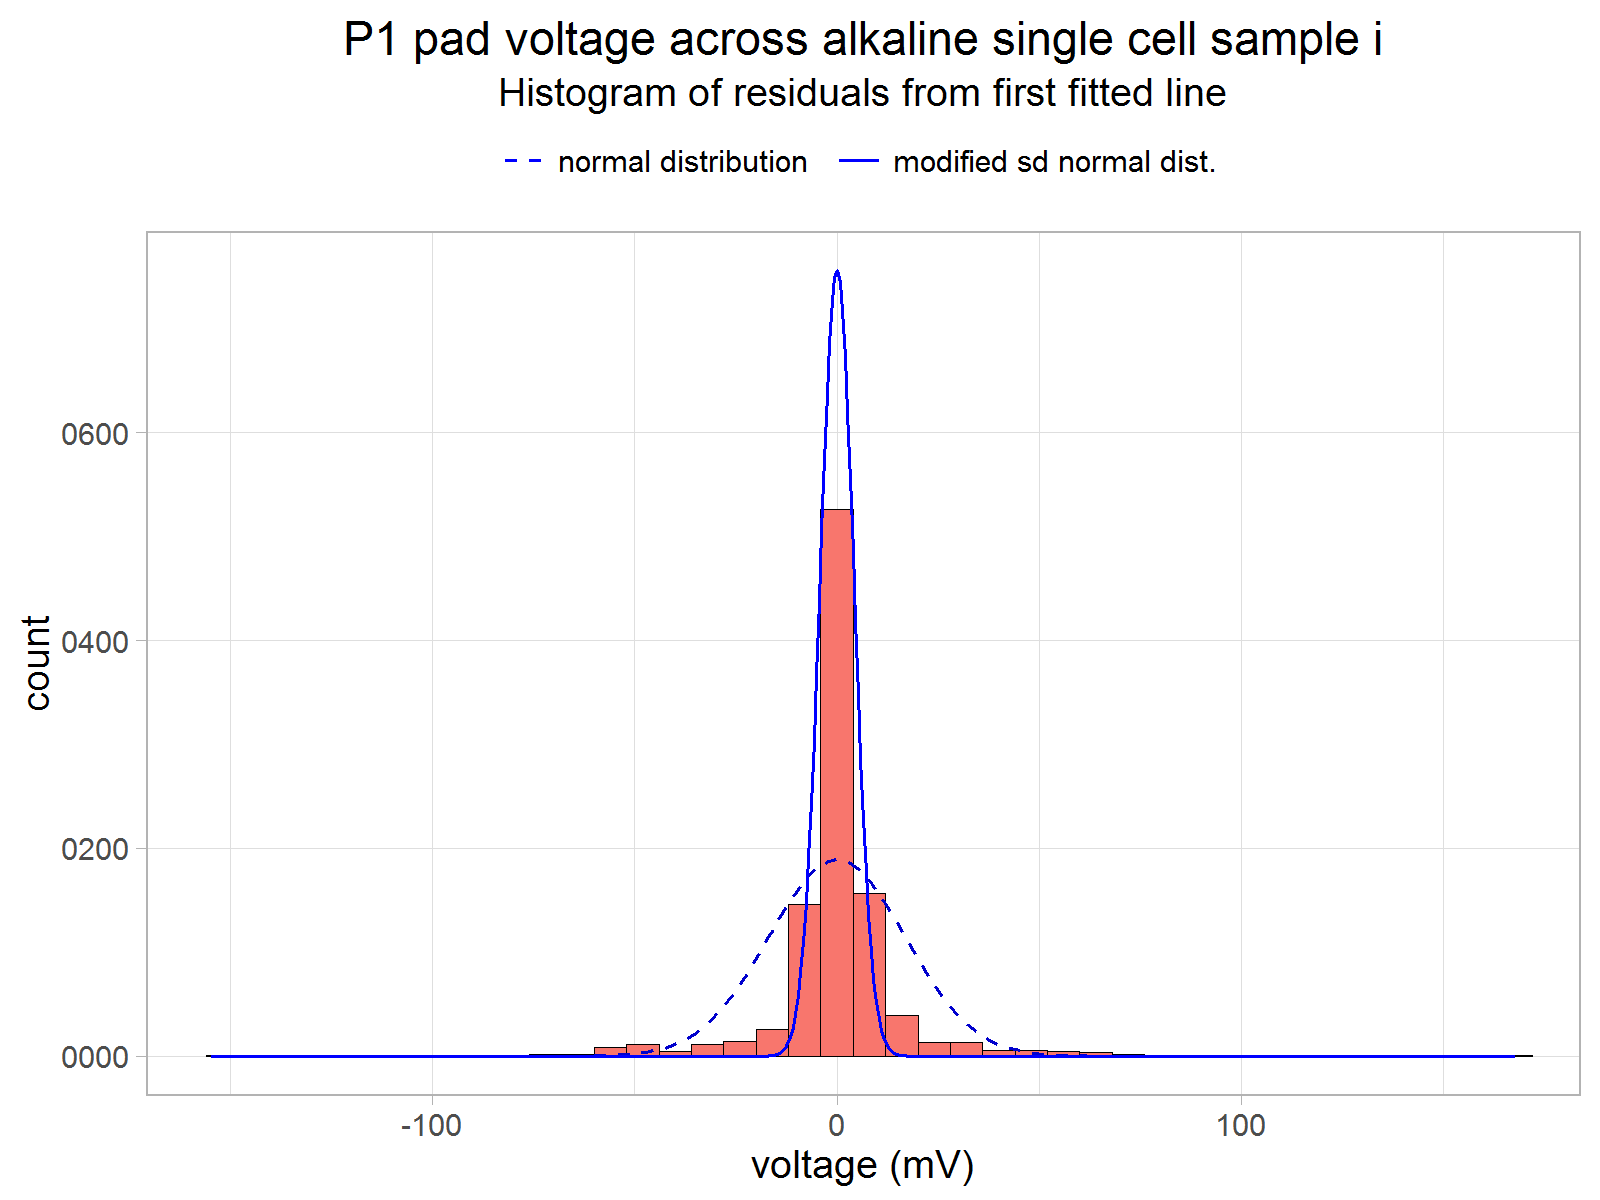 P1 pad voltage across alkaline single cell sample i
Histogram of residuals from first fitted line
normal distribution modified sd normal dist.
0600
0400
0200
0000
count
-100 0 100
voltage (mV)